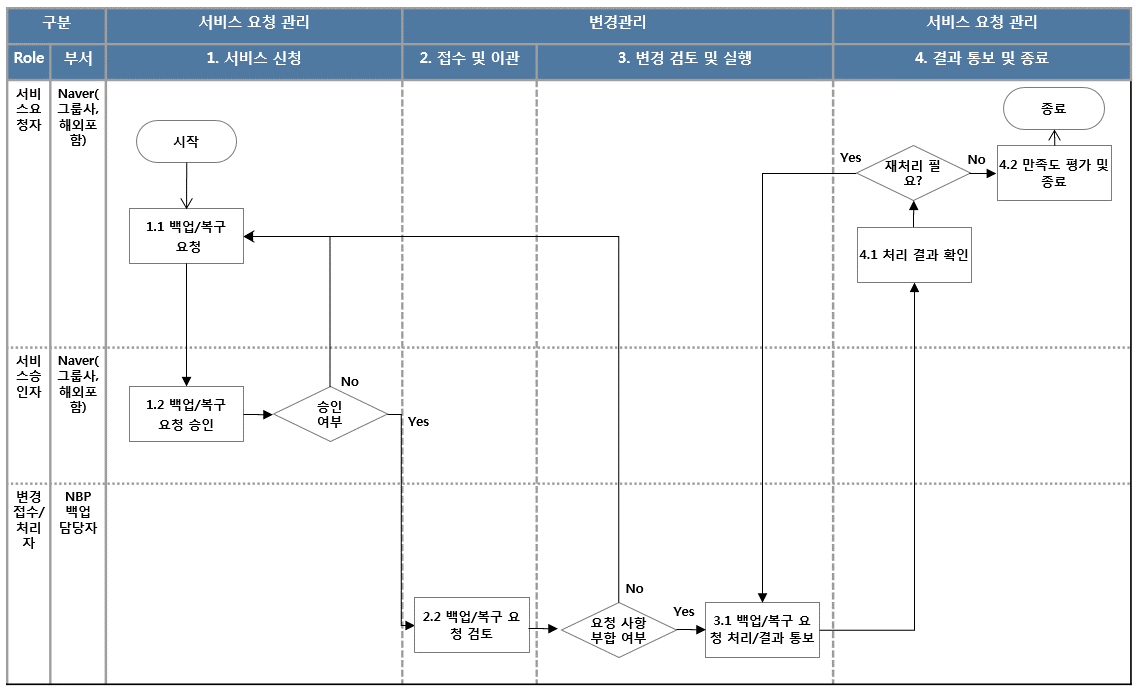 구분
서비스 요청 관리
변경관리
서비스 요청 관리
Role
부서
1. 서비스 신청
2. 접수 및 이관
3. 변경 검토 및 실행
4. 결과 통보 및 종료
서비
스요
청자
Naver(
그룹사,
해외포
함)
시작
1.1 백업/복구
요청
종료
Yes
재처리 필
요?
No
4.2 만족도 평가 및
종료
4.1 처리 결과 확인
서비
스승
인자
Naver(
그룹사,
해외포
함)
1.2 백업/복구
요청 승인
승인
여부
No
Yes
변경
접수/
처리
자
NBP
백업
담당자
2.2 백업/복구 요
청 검토
요청 사항
부합 여부
No
Yes
3.1 백업/복구 요
청 처리/결과 통보